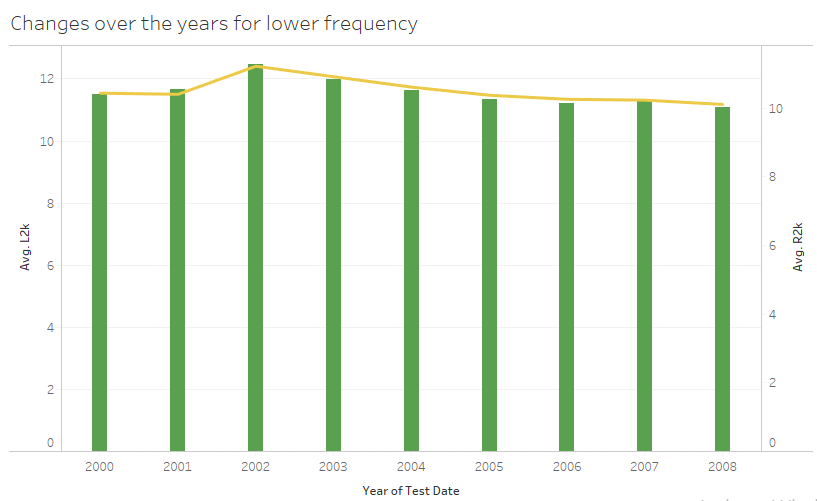 Changes over the years for lower frequency
12
10
8
6
4
2
0
Avg. L2k
10
8
6
4
2
0
Avg. R2k
2000 2001 2002 2003 2004 2005 2006 2007 2008
Year of Test Date